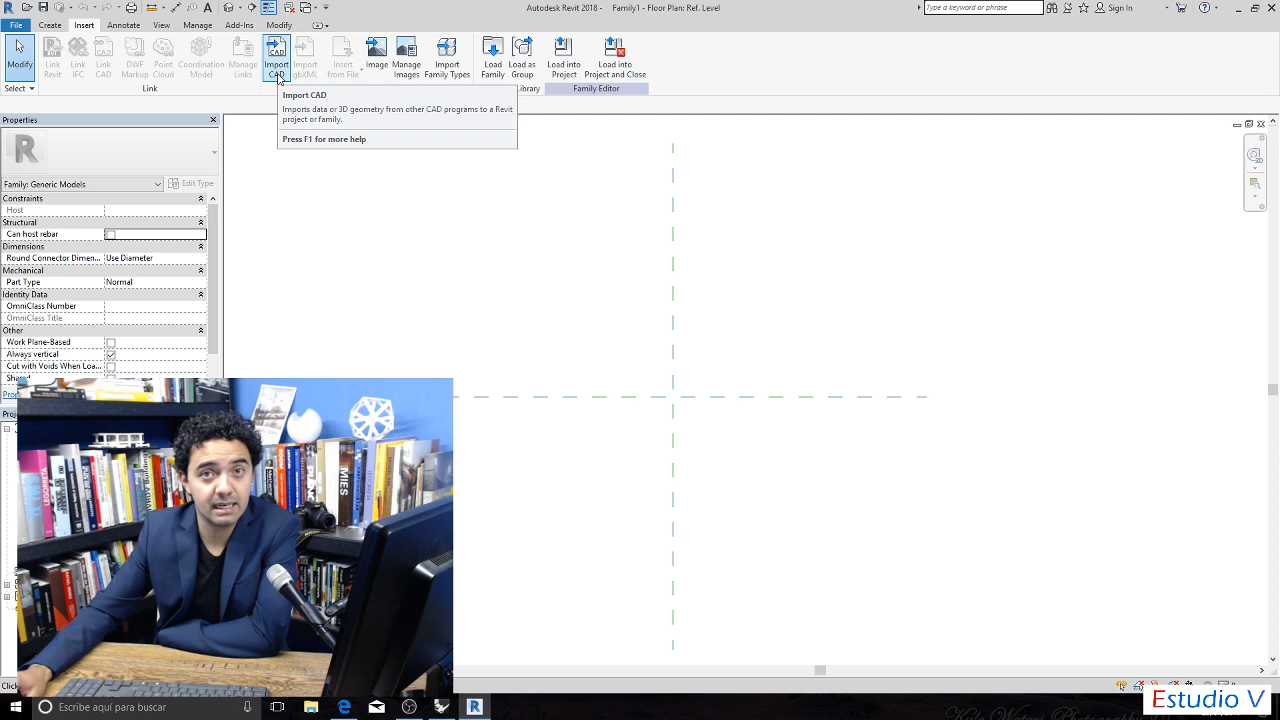 Autodesk Revit 2018 - Family1 - Floor Plan: Ref. Level
Type a keyword or phrase
Sign In
File Create Insert Annotate View Manage Add-Ins Modify
Modify
Link Revit
Link IFC
Link CAD
DWF Markup
Point Cloud
Coordination Model
Manage Links
Import CAD
Import gbXML
Insert from File
Image
Manage Images
Import Family Types
Load Family
Load as Group
Load into Project
Load into Project and Close
Select
Link
Library
Family Editor
Import CAD
Imports data or 3D geometry from other CAD programs to a Revit
project or family.
Press F1 for more help
Properties
R
Family: Generic Models
Edit Type
Constraints
Host
Structural
Can host rebar
Dimensions
Round Connector Dimen... Use Diameter
Mechanical
Part Type Normal
Identity Data
OmniClass Number
OmniClass Title
Other
Work Plane-Based
Always vertical
Cut with Voids When Loa...
MIES
Estudio V
Escribe aquí para buscar